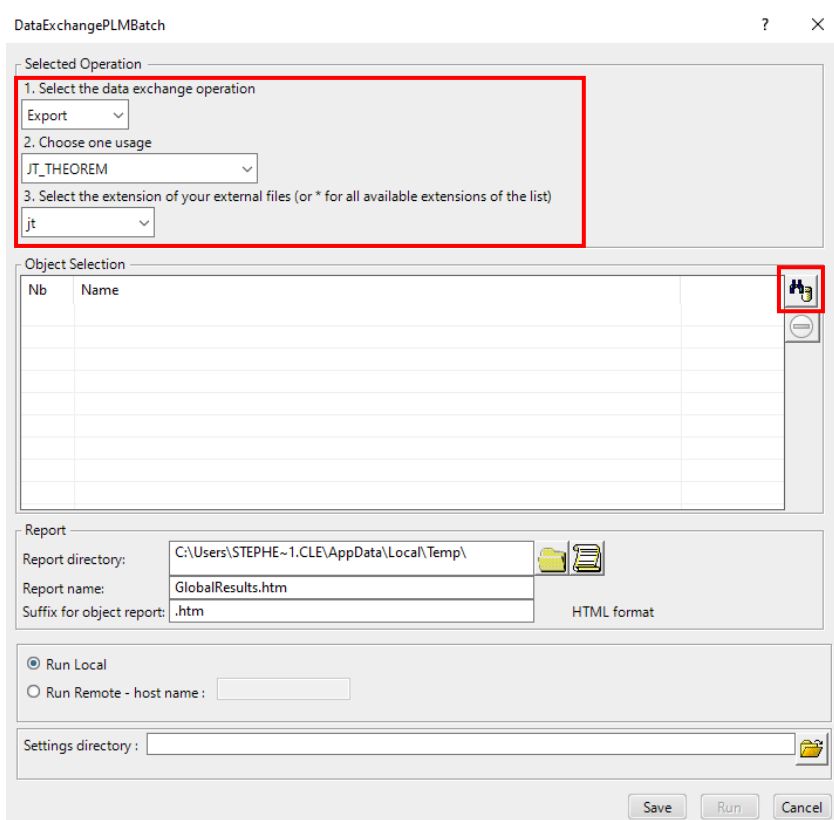 DataExchangePLMBatch
?
Selected Operation
1. Select the data exchange operation
Export
2. Choose one usage
JT_THEOREM
3. Select the extension of your external files (or * for all available extensions of the list)
jt
Object Selection
Nb Name
Report
Report directory: C:\Users\STEPHE~1.CLE\AppData\Local\Temp\
Report name: GlobalResults.htm
Suffix for object report: .htm HTML format
Run Local
Run Remote - host name :
Settings directory :
Save Run Cancel